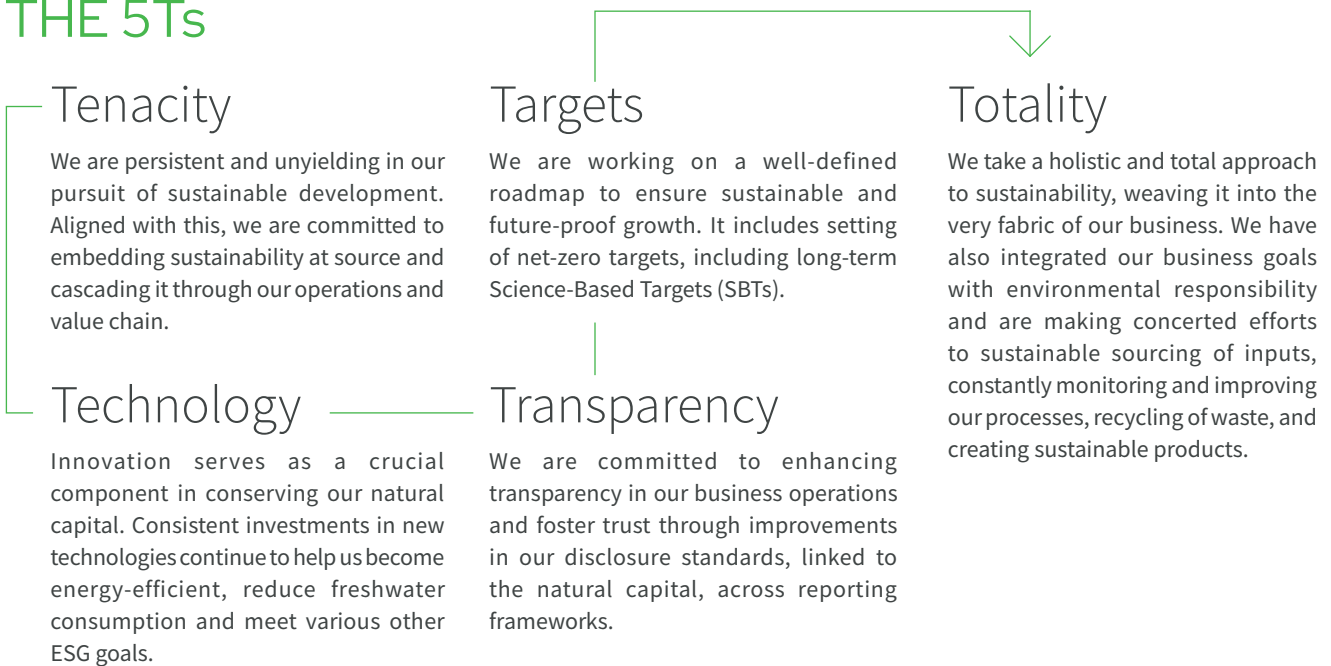 THE 5Ts
Tenacity
We are persistent and unyielding in our
pursuit of sustainable development.
Aligned with this, we are committed to
embedding sustainability at source and
cascading it through our operations and
value chain.
Technology
Innovation serves as a crucial
component in conserving our natural
capital. Consistent investments in new
technologies continue to help us become
energy-efficient, reduce freshwater
consumption and meet various other
ESG goals.
Transparency
We are committed to enhancing
transparency in our business operations
and foster trust through improvements
in our disclosure standards, linked to
the natural capital, across reporting
frameworks.
Targets
We are working on a well-defined
roadmap to ensure sustainable and
future-proof growth. It includes setting
of net-zero targets, including long-term
Science-Based Targets (SBTs).
Totality
We take a holistic and total approach
to sustainability, weaving it into the
very fabric of our business. We have
also integrated our business goals
with environmental responsibility
and are making concerted efforts
to sustainable sourcing of inputs,
constantly monitoring and improving
our processes, recycling of waste, and
creating sustainable products.